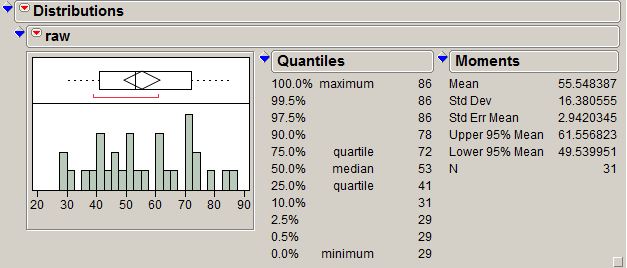 Distributions
raw
20 30 40 50 60 70 80 90
Quantiles
100.0% maximum 86
99.5% 86
97.5% 86
90.0% 78
75.0% quartile 72
50.0% median 53
25.0% quartile 41
10.0% 31
2.5% 29
0.5% 29
0.0% minimum 29
Moments
Mean 55.548387
Std Dev 16.380555
Std Err Mean 2.9420345
Upper 95% Mean 61.556823
Lower 95% Mean 49.539951
N 31